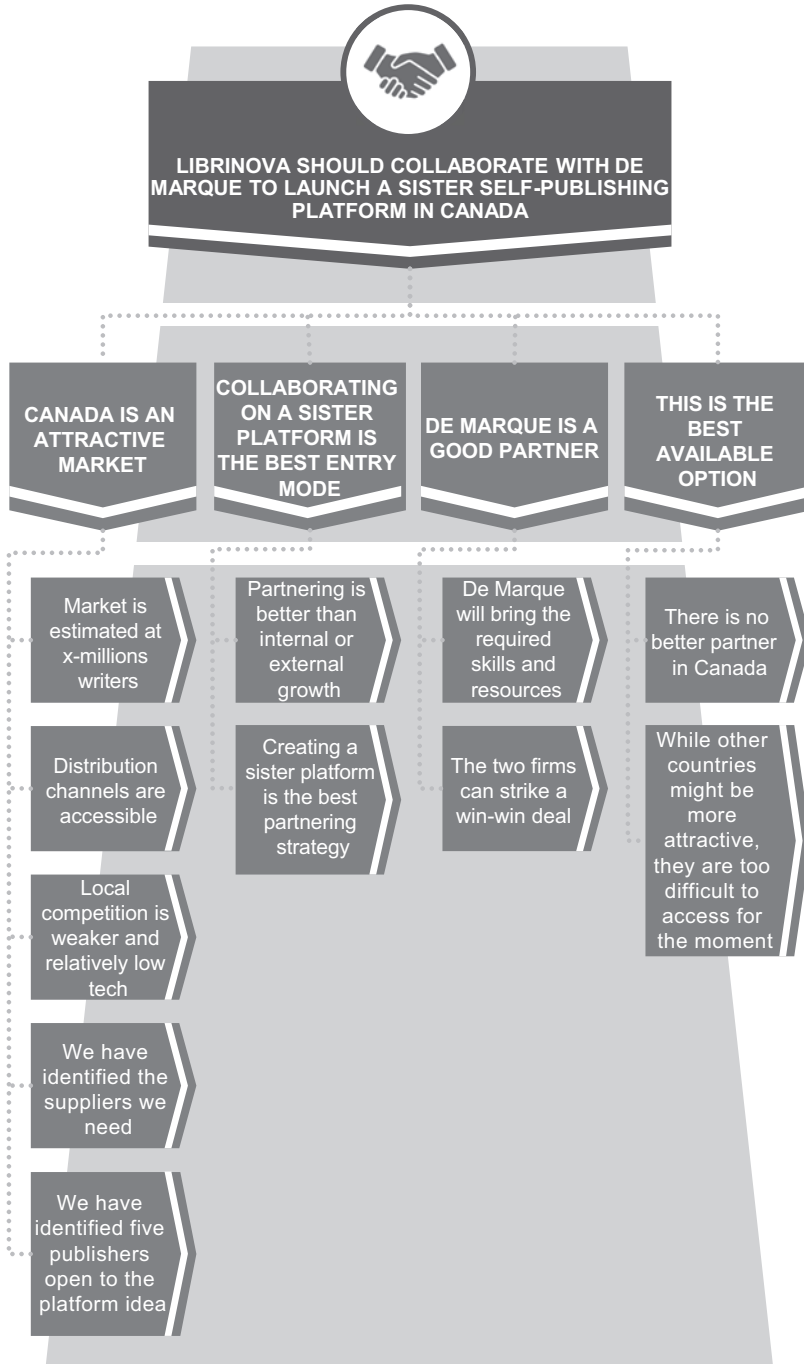 LIBRINOVA SHOULD COLLABORATE WITH DE
MARQUE TO LAUNCH A SISTER SELF-PUBLISHING
PLATFORM IN CANADA
CANADA IS AN
ATTRACTIVE
MARKET
Market is
estimated at
x-millions
writers
Distribution
channels are
accessible
Local
competition is
weaker and
relatively low
tech
We have
identified the
suppliers we
need
We have
identified five
publishers
open to the
platform idea
COLLABORATING
ON A SISTER
PLATFORM IS
THE BEST ENTRY
MODE
Partnering is
better than
internal or
external
growth
Creating a
sister platform
is the best
partnering
strategy
DE MARQUE IS A
GOOD PARTNER
De Marque
will bring the
required
skills and
resources
The two firms
can strike a
win-win deal
THIS IS THE
BEST
AVAILABLE
OPTION
There is no
better partner
in Canada
While other
countries
might be
more
attractive,
they are too
difficult to
access for
the moment